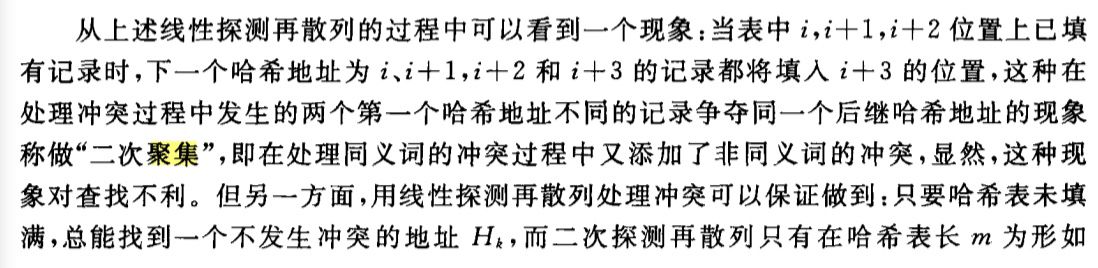 从上述线性探测再散列的过程中可以看到一个现象:当表中 i,i+1,i+2 位置上已填
有记录时,下一个哈希地址为 i、i+1,i+2 和 i+3 的记录都将填入 i+3 的位置,这种在
处理冲突过程中发生的两个第一个哈希地址不同的记录争夺同一个后继哈希地址的现象
称做“二次聚集”,即在处理同义词的冲突过程中又添加了非同义词的冲突,显然,这种现
象对查找不利。但另一方面,用线性探测再散列处理冲突可以保证做到:只要哈希表未填
满,总能找到一个不发生冲突的地址 Hₖ,而二次探测再散列只有在哈希表长 m 为形如